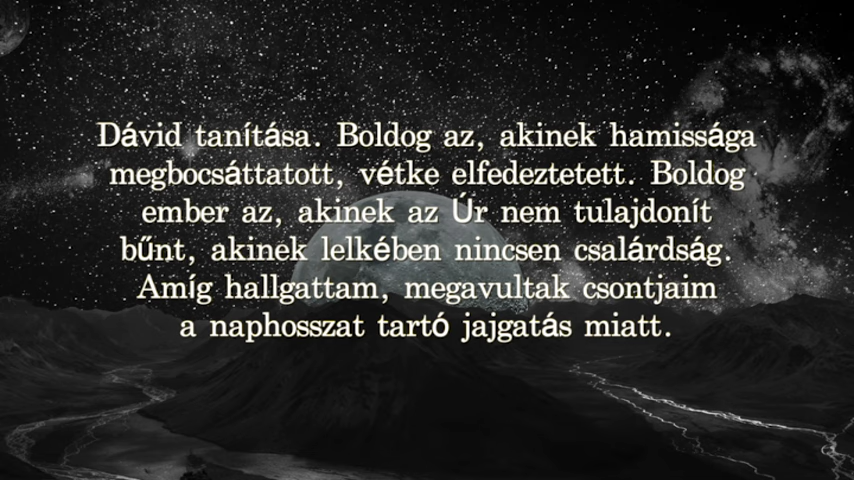 Dávid tanítása. Boldog az, akinek hamissága
megbocsáttatott, vétke elfedeztetett. Boldog
ember az, akinek az Úr nem tulajdonít
bűnt, akinek lelkében nincsen csalárdság.
Amíg hallgattam, megavultak csontjaim
a naphosszat tartó jajgatás miatt.